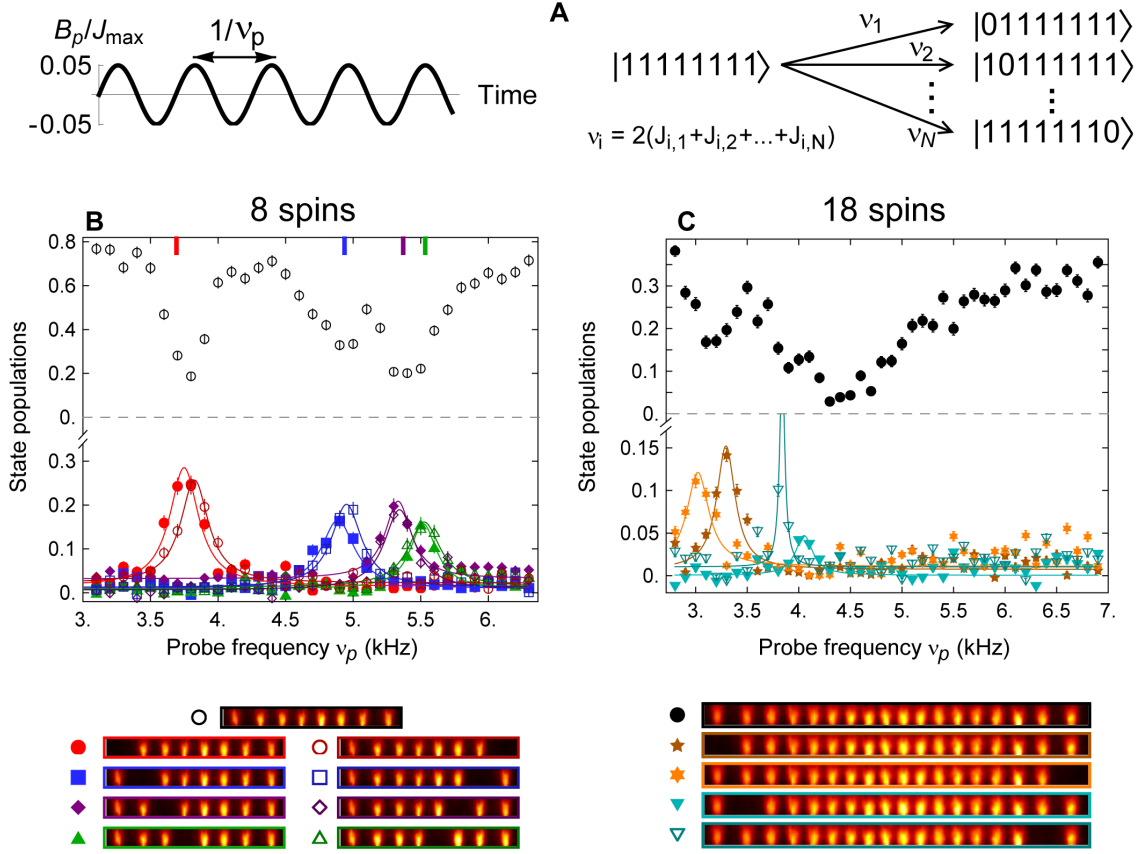 A
B_p/J_max
1/ν_p
0.05
-0.05
Time
|11111111⟩
ν_1
|01111111⟩
ν_2
|10111111⟩
ν_N
|11111110⟩
ν_i = 2(J_i,1+J_i,2+...+J_i,N)
B
8 spins
State populations
0.8
0.6
0.4
0.2
0.
0.3
0.2
0.1
0.
3. 3.5 4. 4.5 5. 5.5 6.
Probe frequency ν_p (kHz)
C
18 spins
State populations
0.3
0.2
0.1
0.
0.15
0.1
0.05
0.
3. 3.5 4. 4.5 5. 5.5 6. 6.5 7.
Probe frequency ν_p (kHz)